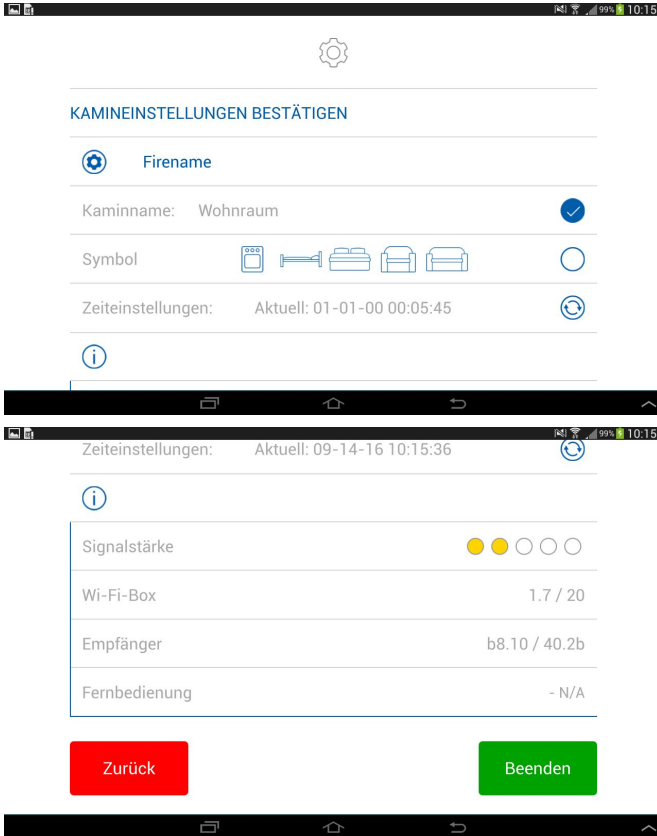 99% 10:15
KAMINEINSTELLUNGEN BESTÄTIGEN
Firename
Kaminname: Wohnraum
Symbol
Zeiteinstellungen: Aktuell: 01-01-00 00:05:45
99% 10:15
Zeiteinstellungen: Aktuell: 09-14-16 10:15:36
Signalstärke
Wi-Fi-Box 1.7 / 20
Empfänger b8.10 / 40.2b
Fernbedienung - N/A
Zurück Beenden